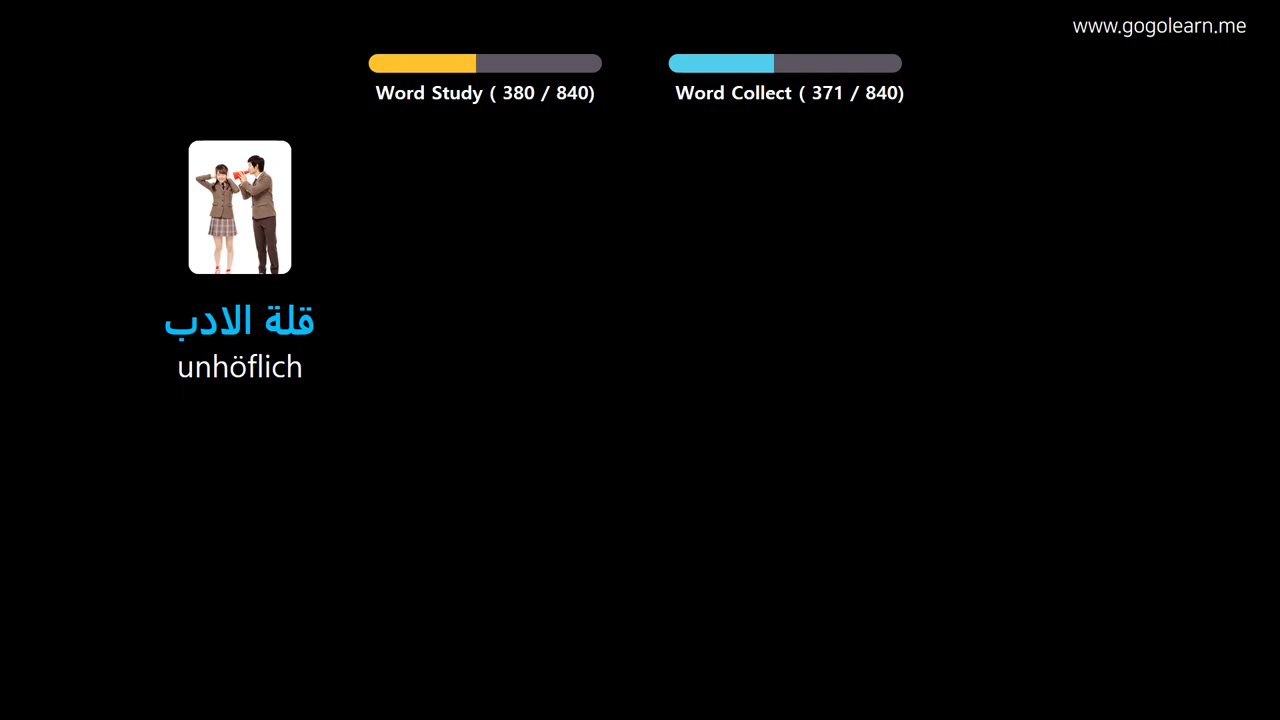 www.gogolearn.me
Word Study ( 380 / 840)
Word Collect ( 371 / 840)
قلة الادب
unhöflich